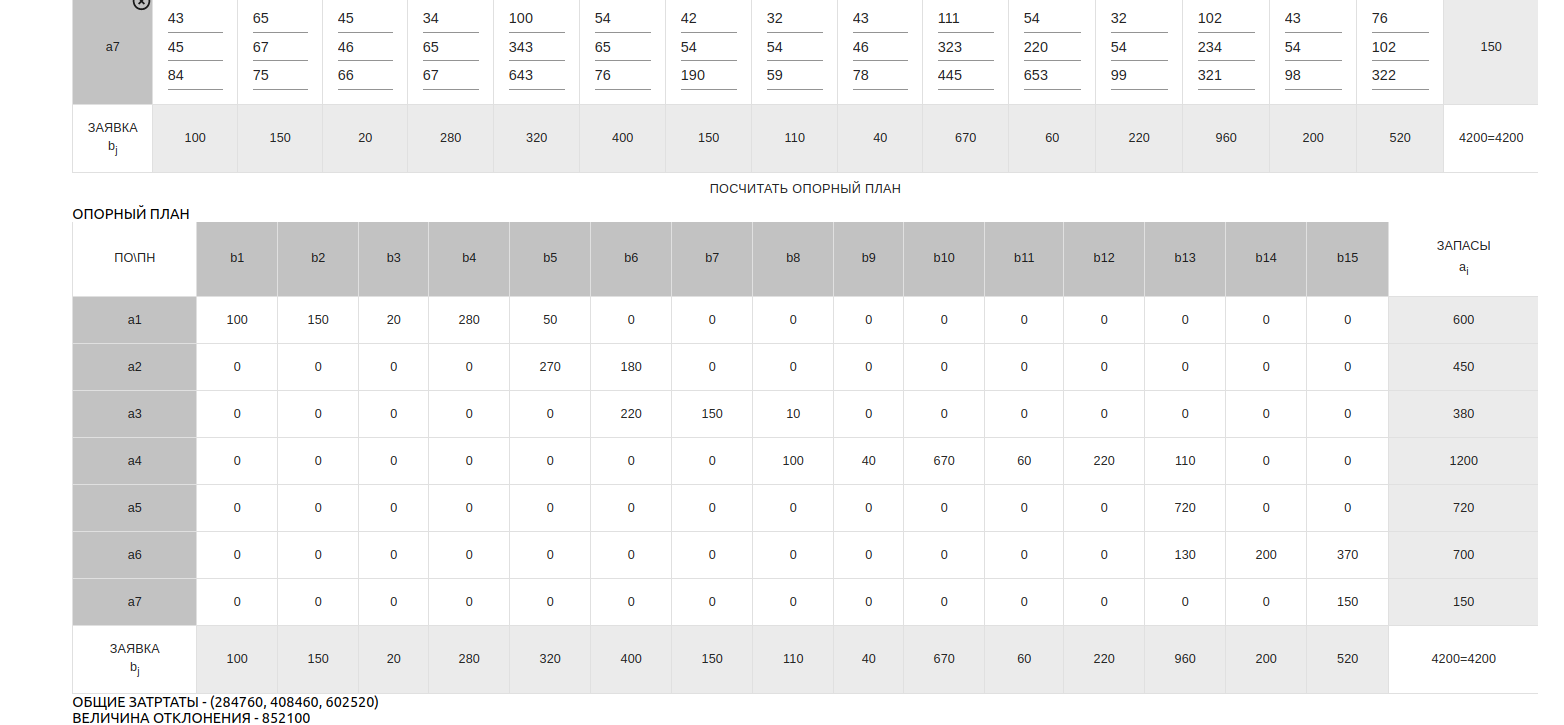 43 65 45 34 100 54 42 32 43 111 54 32 102 43 76
a7 45 67 46 65 343 65 54 54 46 323 220 54 234 54 102 150
84 75 66 67 643 76 190 59 78 445 653 99 321 98 322
ЗАЯВКА
bj 100 150 20 280 320 400 150 110 40 670 60 220 960 200 520 4200=4200
ПОСЧИТАТЬ ОПОРНЫЙ ПЛАН
ОПОРНЫЙ ПЛАН
ПО\ПН b1 b2 b3 b4 b5 b6 b7 b8 b9 b10 b11 b12 b13 b14 b15 ЗАПАСЫ
ai
a1 100 150 20 280 50 0 0 0 0 0 0 0 0 0 0 600
a2 0 0 0 0 270 180 0 0 0 0 0 0 0 0 0 450
a3 0 0 0 0 0 220 150 10 0 0 0 0 0 0 0 380
a4 0 0 0 0 0 0 0 100 40 670 60 220 110 0 0 1200
a5 0 0 0 0 0 0 0 0 0 0 0 0 720 0 0 720
a6 0 0 0 0 0 0 0 0 0 0 0 0 130 200 370 700
a7 0 0 0 0 0 0 0 0 0 0 0 0 0 0 150 150
ЗАЯВКА
bj 100 150 20 280 320 400 150 110 40 670 60 220 960 200 520 4200=4200
ОБЩИЕ ЗАТРТАТЫ - (284760, 408460, 602520)
ВЕЛИЧИНА ОТКЛОНЕНИЯ - 852100